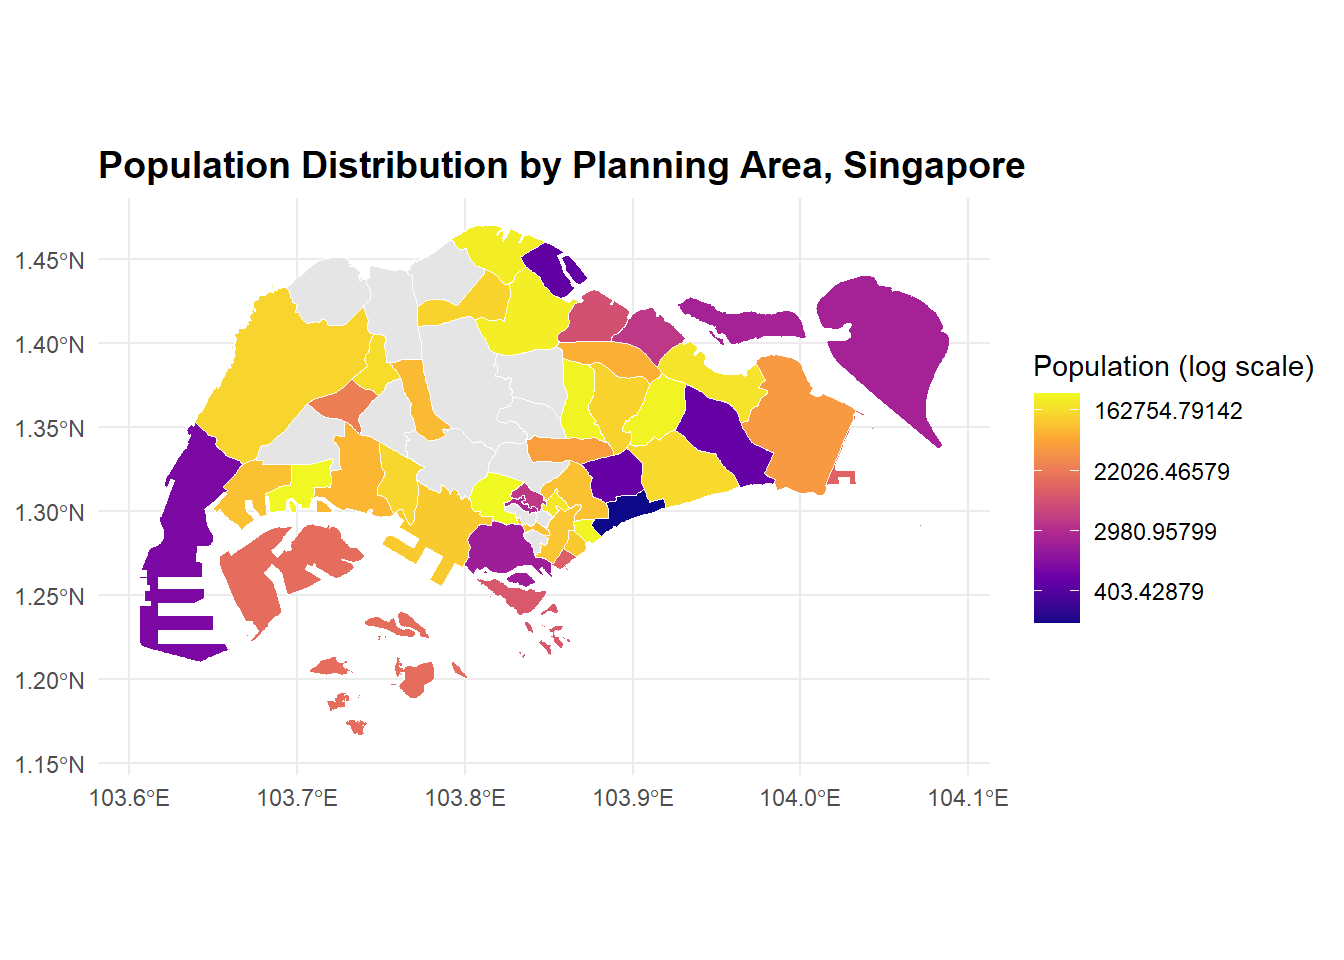 Population Distribution by Planning Area, Singapore
1.45°N
1.40°N
1.35°N
1.30°N
1.25°N
1.20°N
1.15°N
103.6°E
103.7°E
103.8°E
103.9°E
104.0°E
104.1°E
Population (log scale)
162754.79142
22026.46579
2980.95799
403.42879